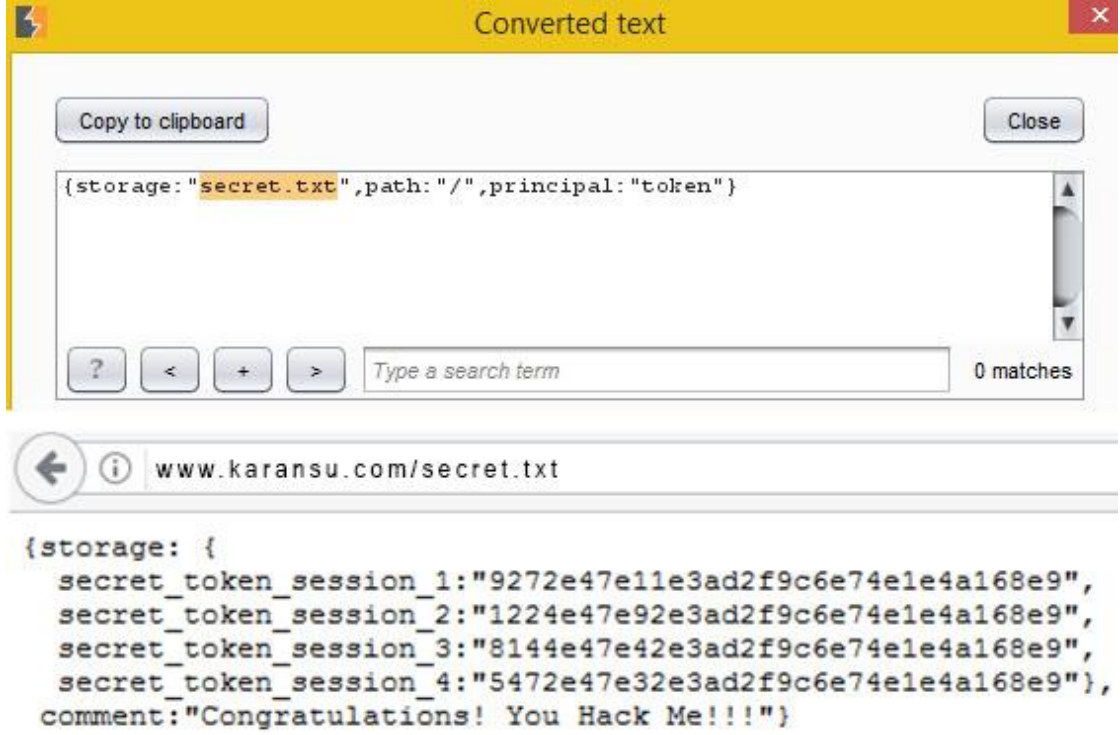 Converted text
Copy to clipboard
Close
{storage:"secret.txt",path:"/",principal:"token"}
?
<
+
>
Type a search term
0 matches
www.karansu.com/secret.txt
{storage: {
secret_token_session_1:"9272e47e11e3ad2f9c6e74e1e4a168e9",
secret_token_session_2:"1224e47e92e3ad2f9c6e74e1e4a168e9",
secret_token_session_3:"8144e47e42e3ad2f9c6e74e1e4a168e9",
secret_token_session_4:"5472e47e32e3ad2f9c6e74e1e4a168e9"},
comment:"Congratulations! You Hack Me!!!"}